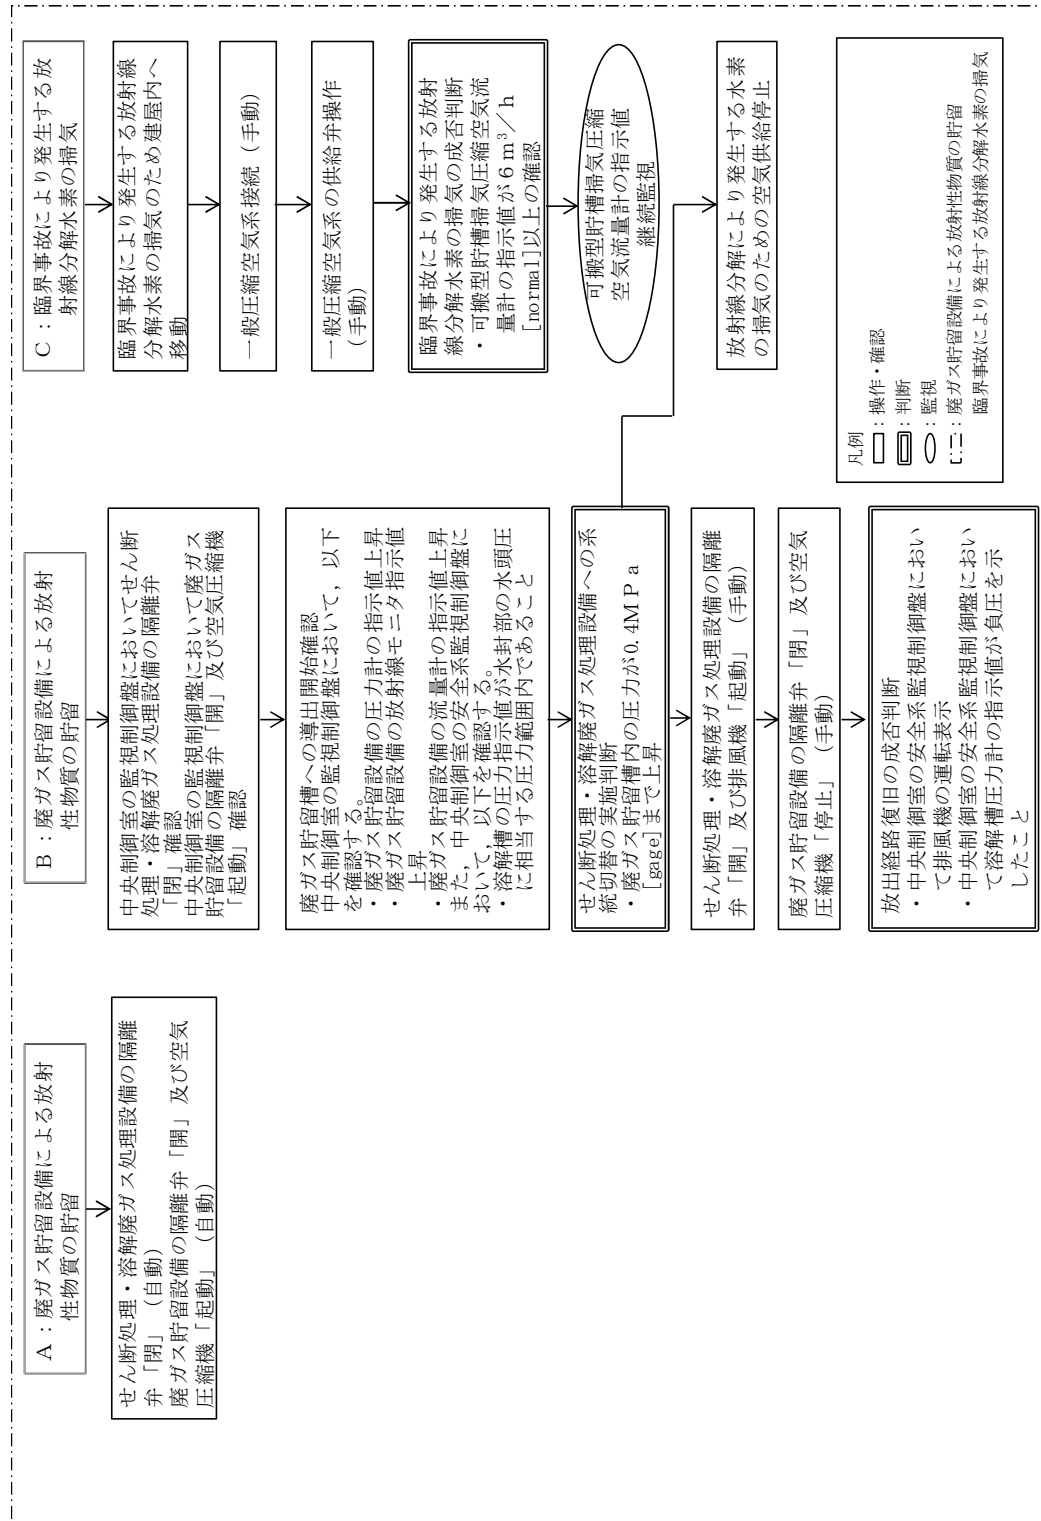 A：廃ガス貯留設備による放射
性物質の貯留
せん断処理・溶解廃ガス処理設備の隔離
弁「閉」（自動）
廃ガス貯留設備の隔離弁「開」及び空気
圧縮機「起動」（自動）
B：廃ガス貯留設備による放射
性物質の貯留
中央制御室の監視制御盤においてせん断
処理・溶解廃ガス処理設備の隔離弁
「閉」確認
中央制御室の監視制御盤において廃ガス
貯留設備の隔離弁「開」及び空気圧縮機
「起動」確認
廃ガス貯留槽への導出開始確認
中央制御室の監視制御盤において，以下
を確認する。
・廃ガス貯留設備の圧力計の指示値上昇
・廃ガス貯留設備の放射線モニタ指示値
上昇
・廃ガス貯留設備の流量計の指示値上昇
また，中央制御室の安全系監視制御盤に
おいて，以下を確認する。
・溶解槽の圧力指示値が水封部の水頭圧
に相当する圧力範囲内であること
せん断処理・溶解廃ガス処理設備への系
統切替の実施判断
・廃ガス貯留槽内の圧力が0.4MPa
[gage]まで上昇
せん断処理・溶解廃ガス処理設備の隔離
弁「開」及び排風機「起動」（手動）
廃ガス貯留設備の隔離弁「閉」及び空気
圧縮機「停止」（手動）
放出経路復旧の成否判断
・中央制御室の安全系監視制御盤におい
て排風機の運転表示
・中央制御室の安全系監視制御盤におい
て溶解槽圧力計の指示値が負圧を示
したこと
C：臨界事故により発生する放
射線分解水素の掃気
臨界事故により発生する放射線
分解水素の掃気のため建屋内へ
移動
一般圧縮空気系接続（手動）
一般圧縮空気系の供給弁操作
（手動）
臨界事故により発生する放射
線分解水素の掃気の成否判断
・可搬型貯槽掃気圧縮空気流
量計の指示値が6m³／h
[normal]以上の確認
可搬型貯槽掃気圧縮
空気流量計の指示値
継続監視
放射線分解により発生する水素
の掃気のための空気供給停止
凡例
：操作・確認
：判断
：監視
：廃ガス貯留設備による放射性物質の貯留
臨界事故により発生する放射線分解水素の掃気